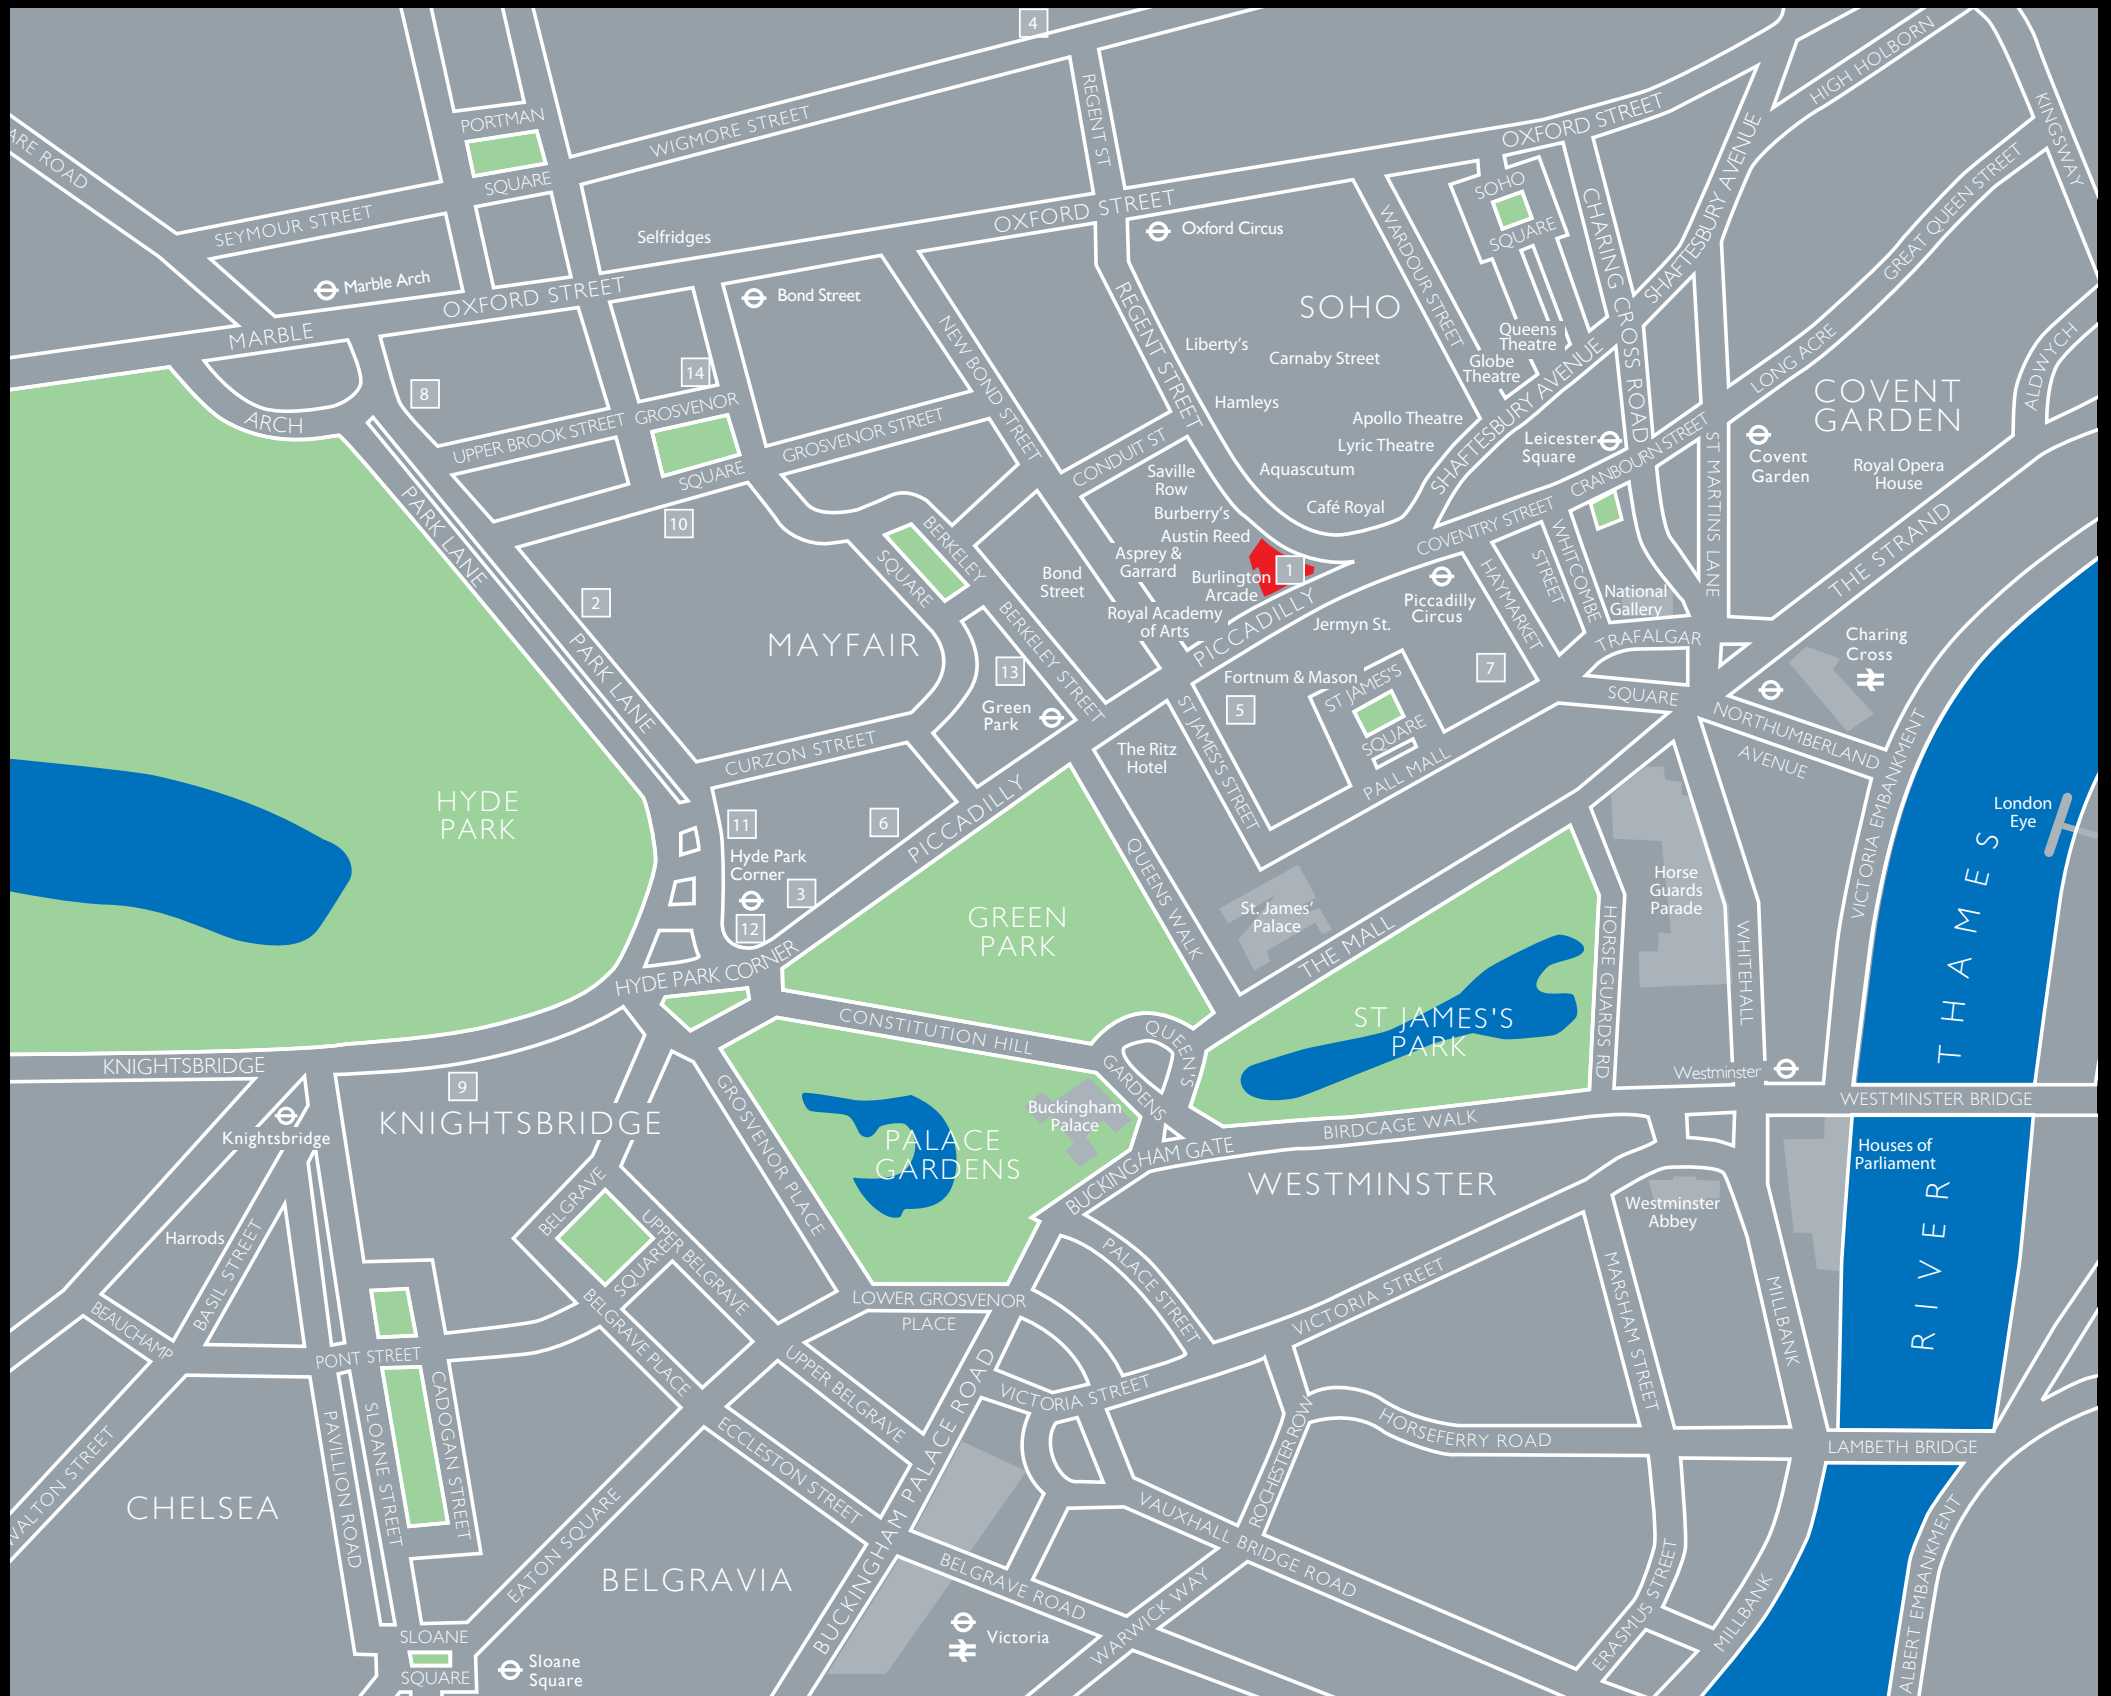 4
PORTMAN
SQUARE
WIGMORE STREET
REGENT ST
OXFORD STREET
HIGH HOLBORN
KINGSWAY
ARE ROAD
SEYMOUR STREET
Selfridges
OXFORD STREET
Oxford Circus
WARDOUR STREET
SOHO
SQUARE
CHARING CROSS ROAD
SHAFTESBURY AVENUE
SHAFTESBURY AVENUE
GREAT QUEEN STREET
Marble Arch
OXFORD STREET
Bond Street
MARBLE
ARCH
8
14
GROSVENOR
SQUARE
UPPER BROOK STREET
GROSVENOR STREET
NEW BOND STREET
REGENT STREET
SOHO
Liberty's
Carnaby Street
Hamleys
Apollo Theatre
Lyric Theatre
Aquascutum
Café Royal
Queens
Theatre
Globe
Theatre
SHAFTESBURY AVENUE
LONG ACRE
COVENT
GARDEN
ALDWYCH
Leicester
Square
CRANBOURN STREET
ST MARTINS LANE
Covent
Garden
Royal Opera
House
CONDUIT ST
Saville
Row
Burberry's
Austin Reed
Asprey &
Garrard
Burlington
Arcade
1
Royal Academy
of Arts
COVENTRY STREET
WHITCOMBE
STREET
HAYMARKET
National
Gallery
THE STRAND
PARK LANE
10
2
PARK LANE
MAYFAIR
BERKELEY
SQUARE
Bond
Street
BERKELEY STREET
13
Green
Park
PICCADILLY
Jermyn St.
Piccadilly
Circus
Fortnum & Mason
5
7
ST JAMES'S
SQUARE
ST JAMES'S STREET
PALL MALL
TRAFALGAR
SQUARE
Charing
Cross
NORTHUMBERLAND
AVENUE
VICTORIA EMBANKMENT
London
Eye
HYDE
PARK
CURZON STREET
The Ritz
Hotel
11
6
PICCADILLY
Hyde Park
Corner
3
12
HYDE PARK CORNER
GREEN
PARK
QUEENS WALK
St. James'
Palace
THE MALL
Horse
Guards
Parade
HORSE GUARDS RD
WHITEHALL
THAMES
ST JAMES'S
PARK
CONSTITUTION HILL
QUEEN'S
GARDENS
Westminster
WESTMINSTER BRIDGE
KNIGHTSBRIDGE
9
KNIGHTSBRIDGE
Knightsbridge
GROSVENOR PLACE
PALACE
GARDENS
Buckingham
Palace
BUCKINGHAM GATE
BIRDCAGE WALK
WESTMINSTER
Houses of
Parliament
Westminster
Abbey
RIVER
Harrods
BASIL STREET
BEAUCHAMP
BELGRAVE
SQUARE
UPPER BELGRAVE
BELGRAVE PLACE
LOWER GROSVENOR
PLACE
PALACE STREET
VICTORIA STREET
MARSHAM STREET
MILLBANK
PONT STREET
CADOGAN STREET
SLOANE STREET
PAVILLION ROAD
UPPER BELGRAVE
VICTORIA STREET
ROCHESTER ROW
HORSEFERRY ROAD
LAMBETH BRIDGE
WALTON STREET
CHELSEA
ECCLESTON STREET
EATON SQUARE
BELGRAVIA
BUCKINGHAM PALACE ROAD
VAUXHALL BRIDGE ROAD
BELGRAVE ROAD
WARWICK WAY
Victoria
ERASMUS STREET
MILLBANK
ALBERT EMBANKMENT
SLOANE
SQUARE
Sloane
Square